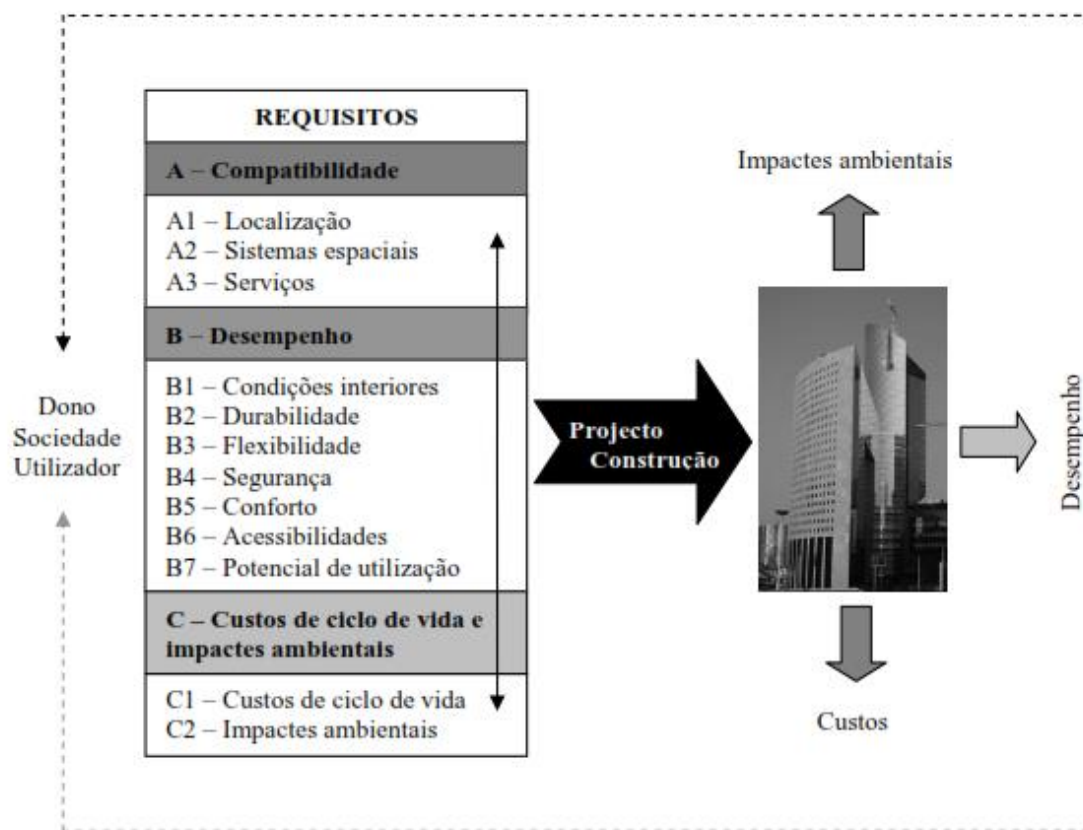 REQUISITOS
A – Compatibilidade
A1 – Localização
A2 – Sistemas espaciais
A3 – Serviços
B – Desempenho
B1 – Condições interiores
B2 – Durabilidade
B3 – Flexibilidade
B4 – Segurança
B5 – Conforto
B6 – Acessibilidades
B7 – Potencial de utilização
C – Custos de ciclo de vida e
impactes ambientais
C1 – Custos de ciclo de vida
C2 – Impactes ambientais
Dono
Sociedade
Utilizador
Projecto
Construção
Impactes ambientais
Desempenho
Custos